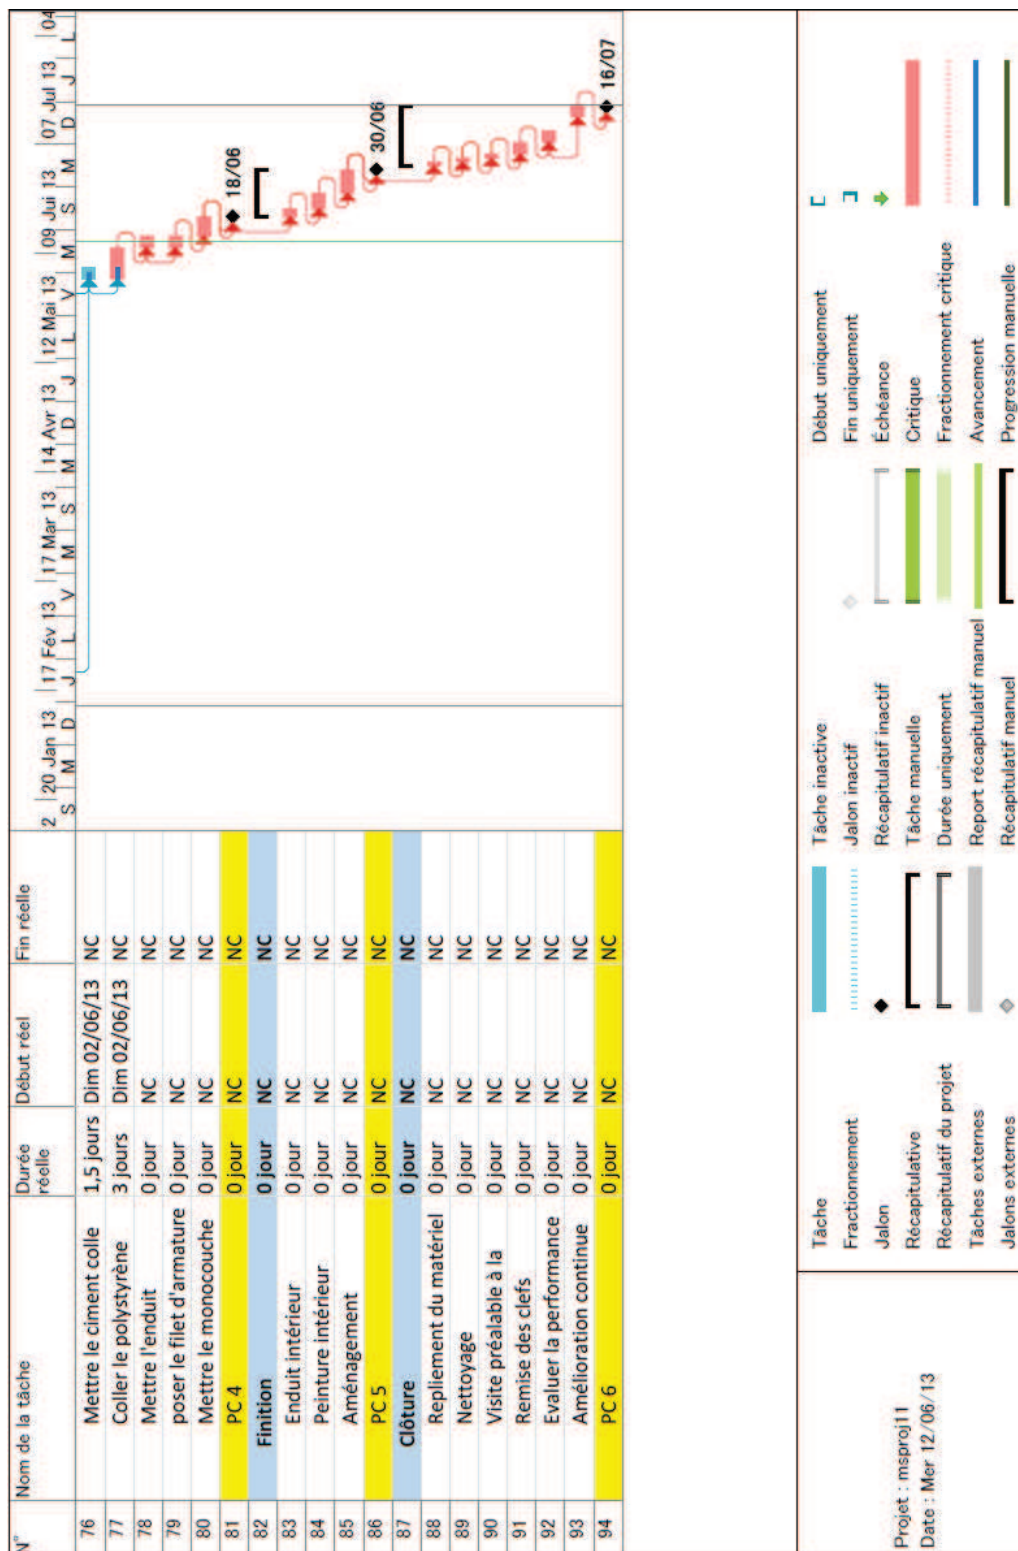 N° Nom de la tâche Durée réelle Début réel Fin réelle
2 20 Jan 13 17 Fév 13 17 Mar 13 14 Avr 13 12 Mai 13 09 Jui 13 07 Jul 13 04
S M D J L V M S M D J L V M S M D J L
76 Mettre le ciment colle 1,5 jours Dim 02/06/13 NC
77 Coller le polystyrène 3 jours Dim 02/06/13 NC
78 Mettre l'enduit 0 jour NC NC
79 poser le filet d'armature 0 jour NC NC
80 Mettre le monocouche 0 jour NC NC
81 PC 4 0 jour NC NC 18/06
82 Finition 0 jour NC NC
83 Enduit intérieur 0 jour NC NC
84 Peinture intérieur 0 jour NC NC
85 Aménagement 0 jour NC NC
86 PC 5 0 jour NC NC 30/06
87 Clôture 0 jour NC NC
88 Repliement du matériel 0 jour NC NC
89 Nettoyage 0 jour NC NC
90 Visite préalable à la 0 jour NC NC
91 Remise des clefs 0 jour NC NC
92 Evaluer la performance 0 jour NC NC
93 Amélioration continue 0 jour NC NC
94 PC 6 0 jour NC NC 16/07
Projet : msproj11
Date : Mer 12/06/13
Tâche
Fractionnement
Jalon
Récapitulative
Récapitulatif du projet
Tâches externes
Jalons externes
Tâche inactive
Jalon inactif
Récapitulatif inactif
Tâche manuelle
Durée uniquement
Report récapitulatif manuel
Récapitulatif manuel
Début uniquement
Fin uniquement
Échéance
Critique
Fractionnement critique
Avancement
Progression manuelle